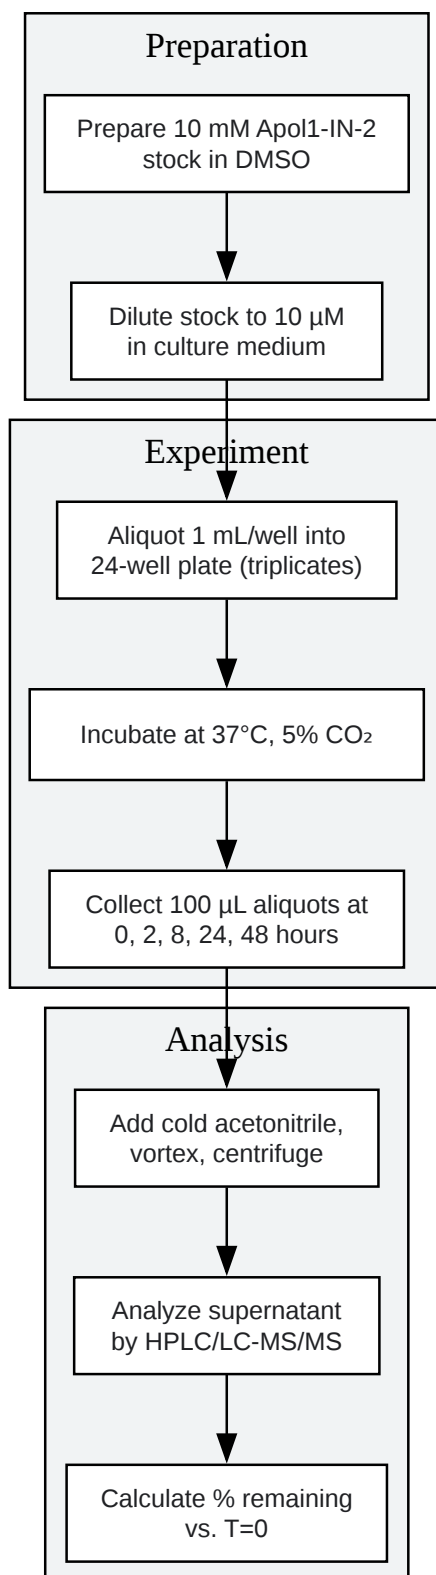 Preparation
Prepare 10 mM Apol1-IN-2
stock in DMSO
Dilute stock to 10 µM
in culture medium
Experiment
Aliquot 1 mL/well into
24-well plate (triplicates)
Incubate at 37°C, 5% CO₂
Collect 100 µL aliquots at
0, 2, 8, 24, 48 hours
Analysis
Add cold acetonitrile,
vortex, centrifuge
Analyze supernatant
by HPLC/LC-MS/MS
Calculate % remaining
vs. T=0